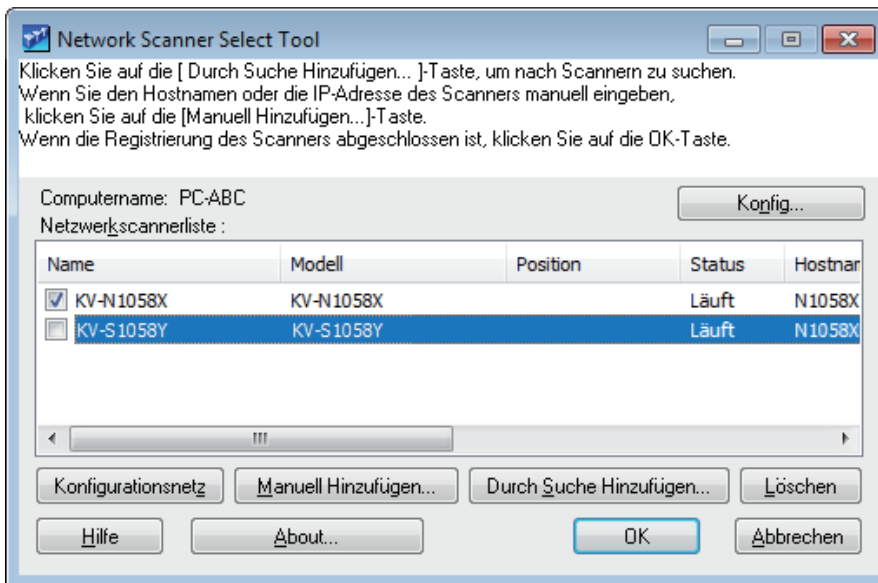 Network Scanner Select Tool
Klicken Sie auf die [ Durch Suche Hinzufügen... ]-Taste, um nach Scannern zu suchen.
Wenn Sie den Hostnamen oder die IP-Adresse des Scanners manuell eingeben,
klicken Sie auf die [Manuell Hinzufügen...]-Taste.
Wenn die Registrierung des Scanners abgeschlossen ist, klicken Sie auf die OK-Taste.
Computername: PC-ABC
Konfig...
Netzwerkscannerliste :
Name Modell Position Status Hostnar
KV-N1058X KV-N1058X Läuft N1058X
KV-S1058Y KV-S1058Y Läuft N1058X
Konfigurationsnetz Manuell Hinzufügen... Durch Suche Hinzufügen... Löschen
Hilfe About... OK Abbrechen